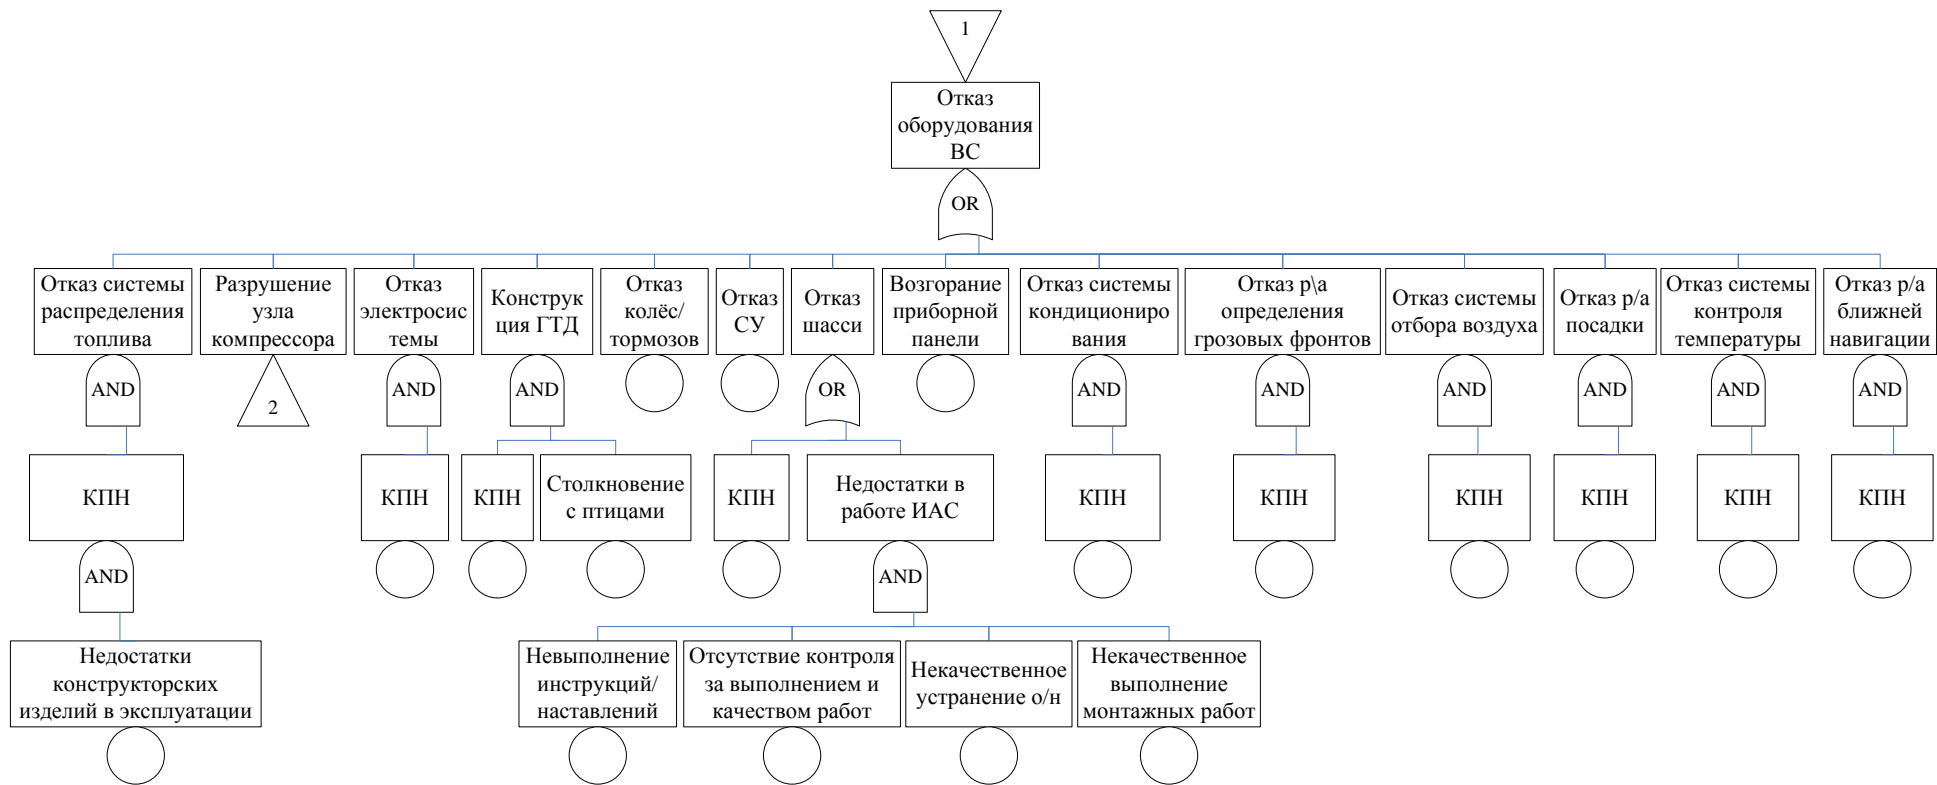 1
Отказ
оборудования
ВС
OR
Отказ системы
распределения
топлива
Разрушение
узла
компрессора
Отказ
электросис
темы
Конструк
ция ГТД
Отказ
колёс/
тормозов
Отказ
СУ
Отказ
шасси
Возгорание
приборной
панели
Отказ системы
кондициониро
вания
Отказ р\а
определения
грозовых фронтов
Отказ системы
отбора воздуха
Отказ р/а
посадки
Отказ системы
контроля
температуры
Отказ р/а
ближней
навигации
AND
2
AND
AND
OR
AND
AND
AND
AND
AND
AND
КПН
КПН
КПН
Столкновение
с птицами
КПН
Недостатки в
работе ИАС
КПН
КПН
КПН
КПН
КПН
КПН
AND
AND
Недостатки
конструкторских
изделий в эксплуатации
Невыполнение
инструкций/
наставлений
Отсутствие контроля
за выполнением и
качеством работ
Некачественное
устранение о/н
Некачественное
выполнение
монтажных работ